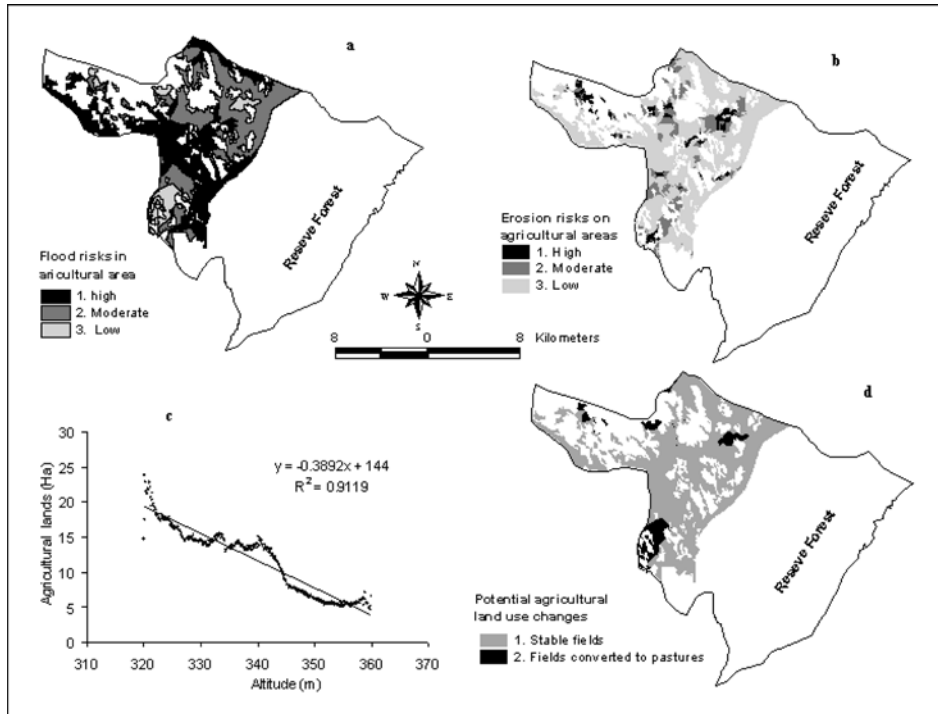 a
Reseve Forest
Flood risks in
aricultural area
1. high
2. Moderate
3. Low
b
Reseve Forest
Erosion risks on
agricultural areas
1. High
2. Moderate
3. Low
N
W E
S
8 0 8 Kilometers
c
30
25
20
15
10
5
0
Agricultural lands (Ha)
y = -0.3892x + 144
R² = 0.9119
310 320 330 340 350 360 370
Altitude (m)
d
Reseve Forest
Potential agricultural
land use changes
1. Stable fields
2. Fields converted to pastures